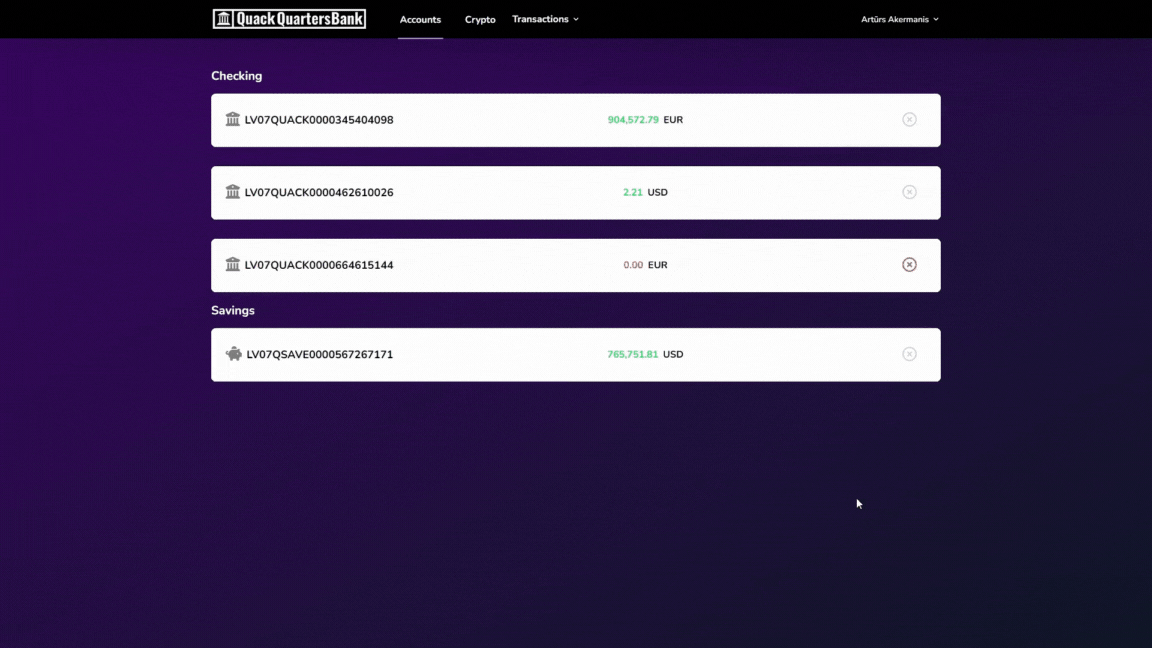 QuackQuartersBank Accounts Crypto Transactions Artūrs Akermanis
Checking
LV07QUACK0000345404098 904,572.79 EUR
LV07QUACK0000462610026 2.21 USD
LV07QUACK0000664615144 0.00 EUR
Savings
LV07QSAVE0000567267171 765,751.81 USD